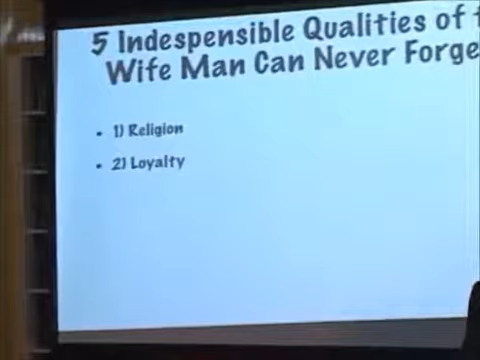 5 Indespensible Qualities of
Wife Man Can Never Forge
• 1) Religion
• 2) Loyalty